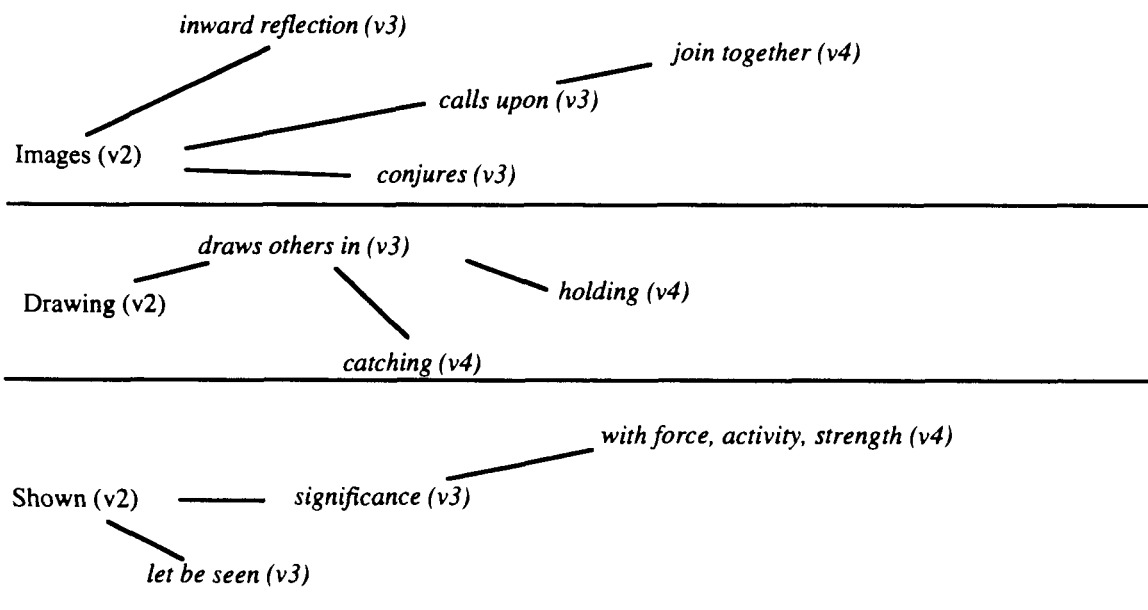 inward reflection (v3)
join together (v4)
calls upon (v3)
Images (v2)
conjures (v3)
draws others in (v3)
holding (v4)
Drawing (v2)
catching (v4)
with force, activity, strength (v4)
Shown (v2)
significance (v3)
let be seen (v3)